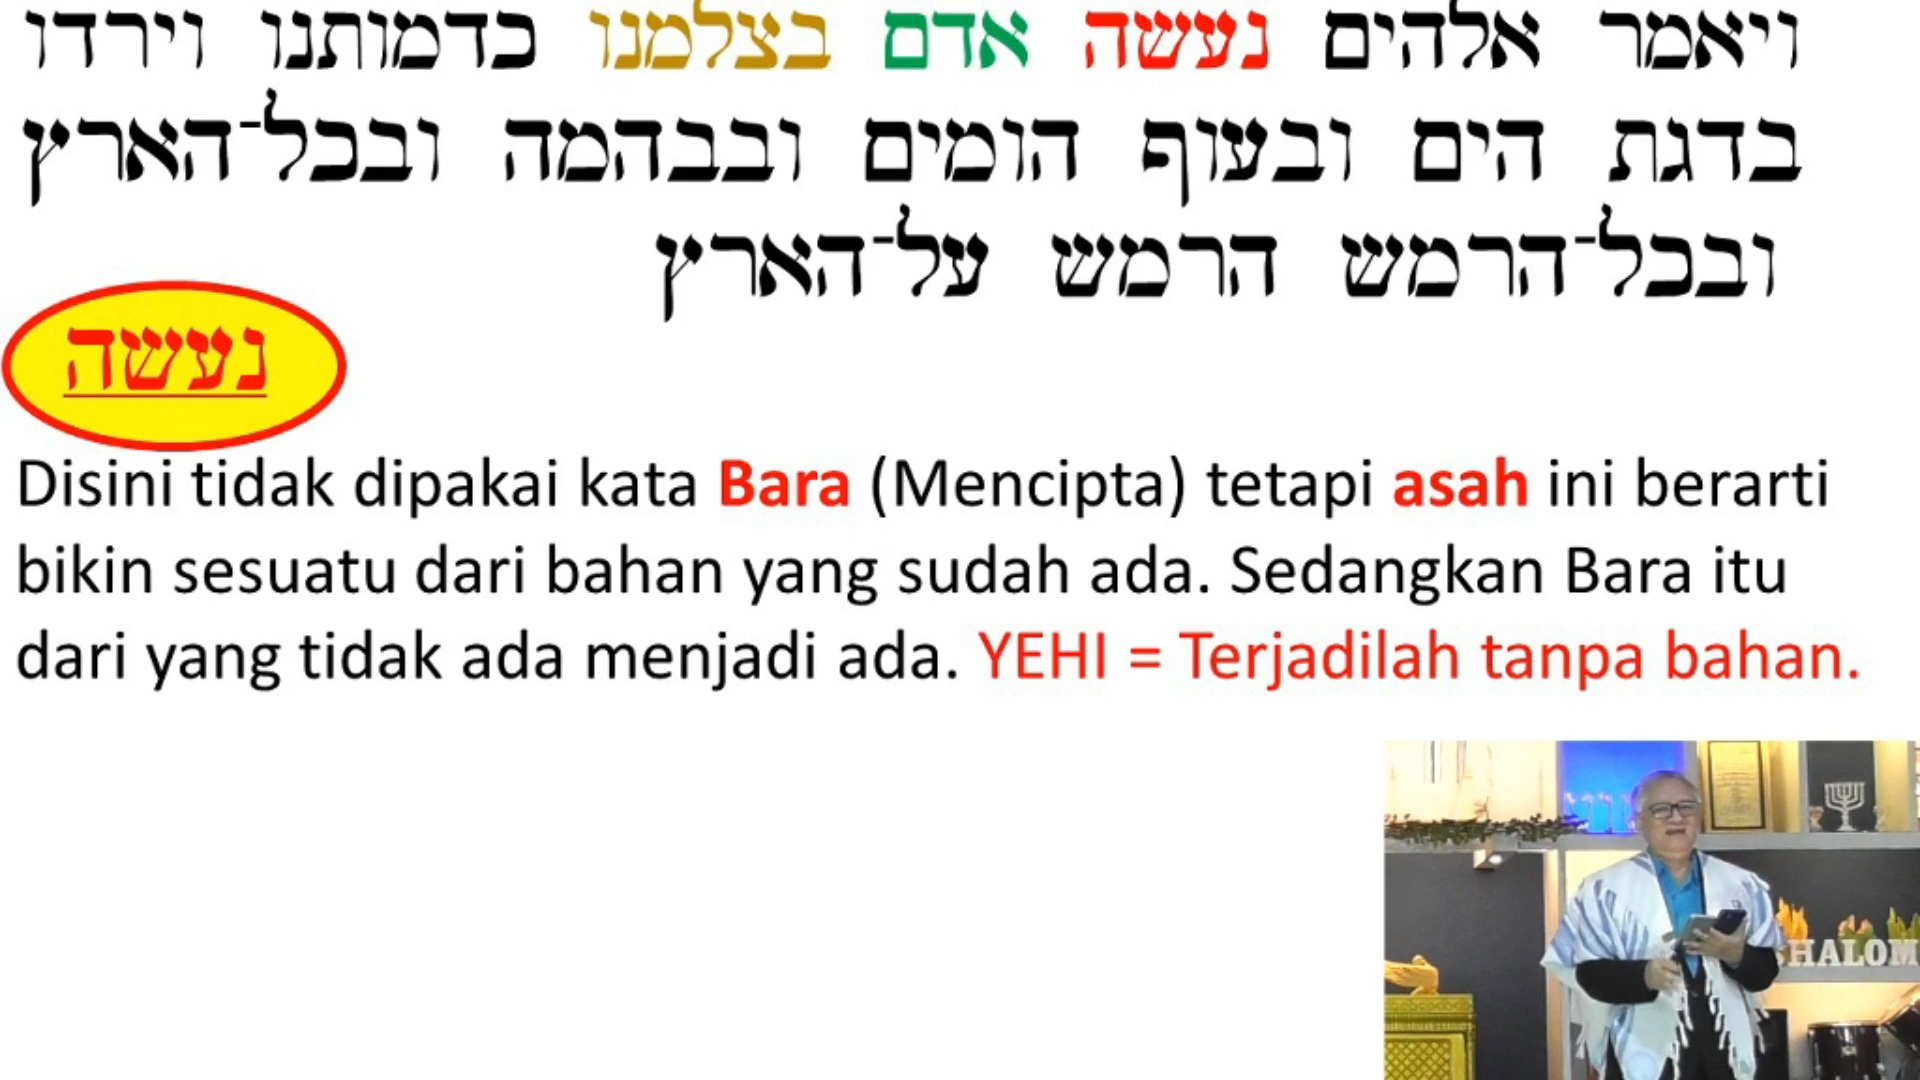 ויאמר אלהים נעשה אדם בצלמנו כדמותנו וירדו
בדגת הים ובעוף הומים ובבהמה ובכל־הארץ
ובכל־הרמש הרמש על־הארץ
נעשה
Disini tidak dipakai kata Bara (Mencipta) tetapi asah ini berarti
bikin sesuatu dari bahan yang sudah ada. Sedangkan Bara itu
dari yang tidak ada menjadi ada. YEHI = Terjadilah tanpa bahan.
SHALOM